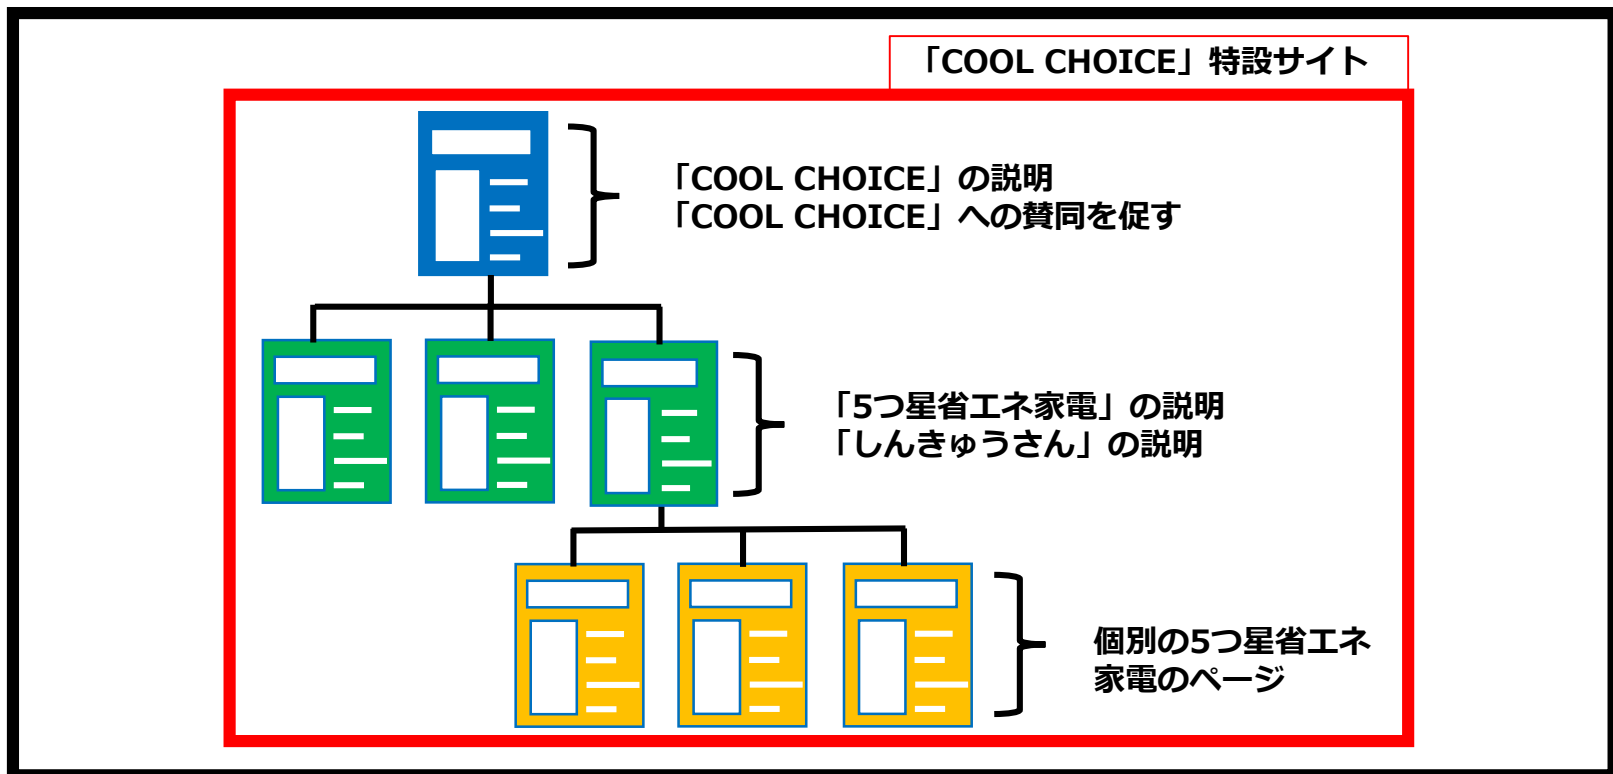 「COOL CHOICE」特設サイト
「COOL CHOICE」の説明
「COOL CHOICE」への賛同を促す
「5つ星省エネ家電」の説明
「しんきゅうさん」の説明
個別の5つ星省エネ
家電のページ